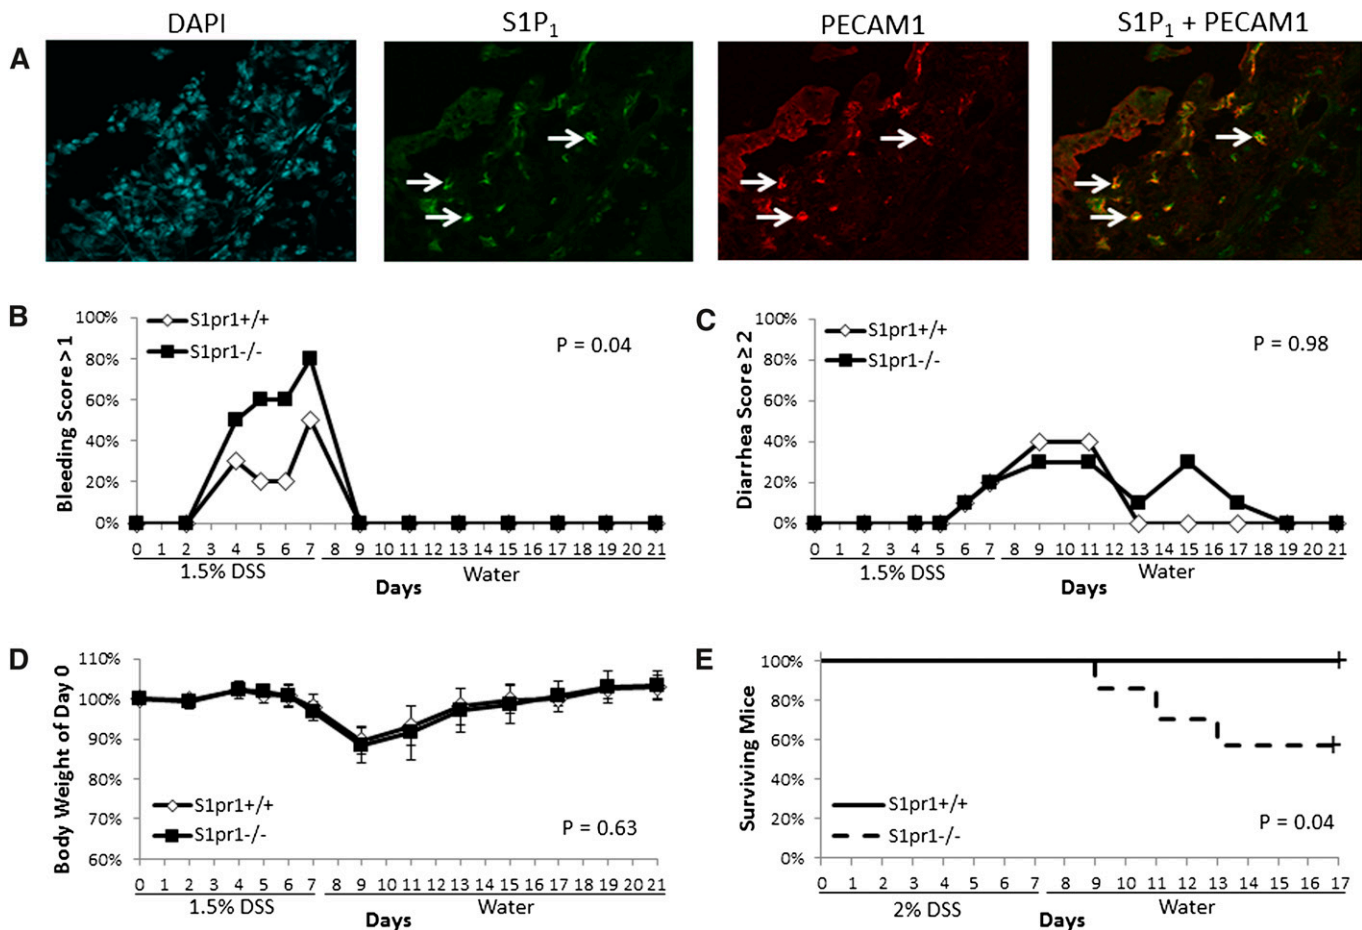 A
DAPI
S1P1
PECAM1
S1P1 + PECAM1
B
Bleeding Score > 1
100%
80%
60%
40%
20%
0%
S1pr1+/+
S1pr1-/-
P = 0.04
0 1 2 3 4 5 6 7 8 9 10 11 12 13 14 15 16 17 18 19 20 21
1.5% DSS
Water
Days
C
Diarrhea Score ≥ 2
100%
80%
60%
40%
20%
0%
S1pr1+/+
S1pr1-/-
P = 0.98
0 1 2 3 4 5 6 7 8 9 10 11 12 13 14 15 16 17 18 19 20 21
1.5% DSS
Water
Days
D
Body Weight of Day 0
110%
100%
90%
80%
70%
60%
S1pr1+/+
S1pr1-/-
P = 0.63
0 1 2 3 4 5 6 7 8 9 10 11 12 13 14 15 16 17 18 19 20 21
1.5% DSS
Water
Days
E
Surviving Mice
100%
80%
60%
40%
20%
0%
S1pr1+/+
S1pr1-/-
P = 0.04
0 1 2 3 4 5 6 7 8 9 10 11 12 13 14 15 16 17
2% DSS
Water
Days